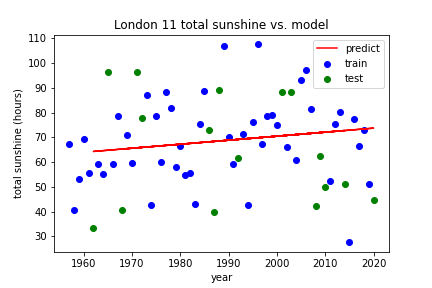 London 11 total sunshine vs. model
110
100
90
80
70
60
50
40
30
total sunshine (hours)
predict
train
test
1960 1970 1980 1990 2000 2010 2020
year